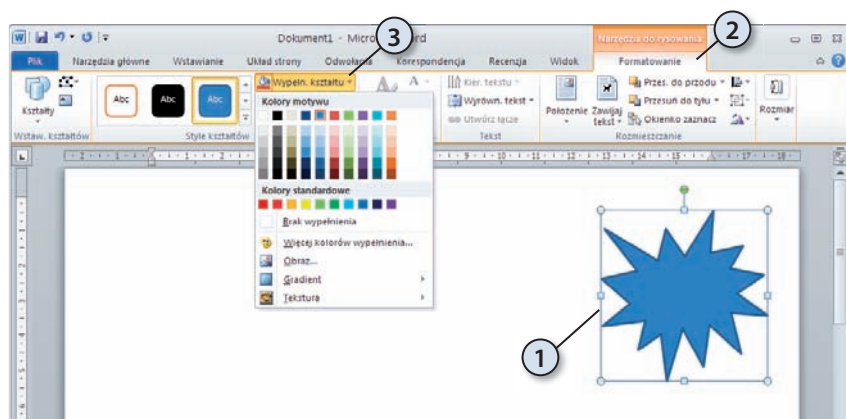 Dokument1 - Micro rd
Narzędzia do rysowania
3
2
Plik Narzędzia główne Wstawianie Układ strony Odwołania Korespondencja Recenzja Widok Formatowanie
Kształty
Abc Abc Abc
Wypełn. kształtu
Kier. tekstu
Wyrówn. tekst
Utwórz łącze
Położenie Zawijaj tekst
Przes. do przodu
Przesuń do tyłu
Okienko zaznacz.
Rozmiar
Wstaw. kształtów Style kształtów Tekst Rozmieszczanie
Kolory motywu
Kolory standardowe
Brak wypełnienia
Więcej kolorów wypełnienia...
Obraz...
Gradient
Tekstura
1